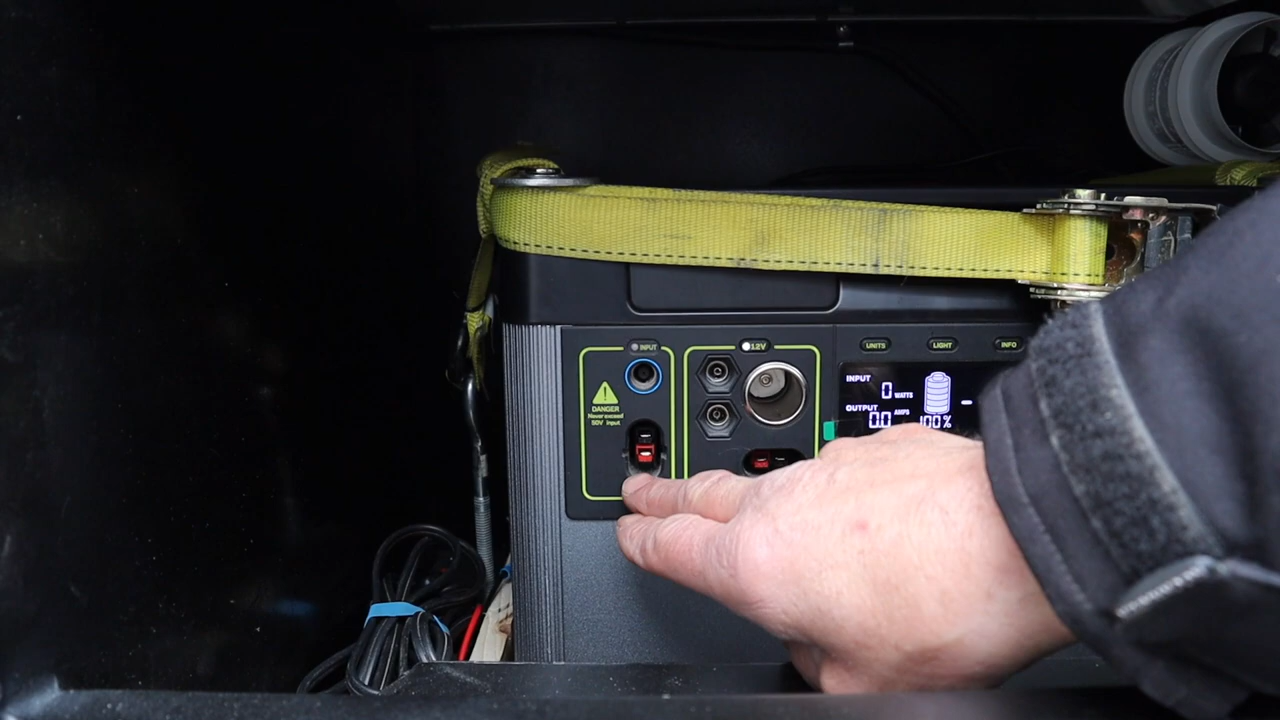 INPUT
12V
UNITS
LIGHT
INFO
DANGER
Never exceed
50V input
INPUT
0 WATTS
OUTPUT
0.0 AMPS
100%